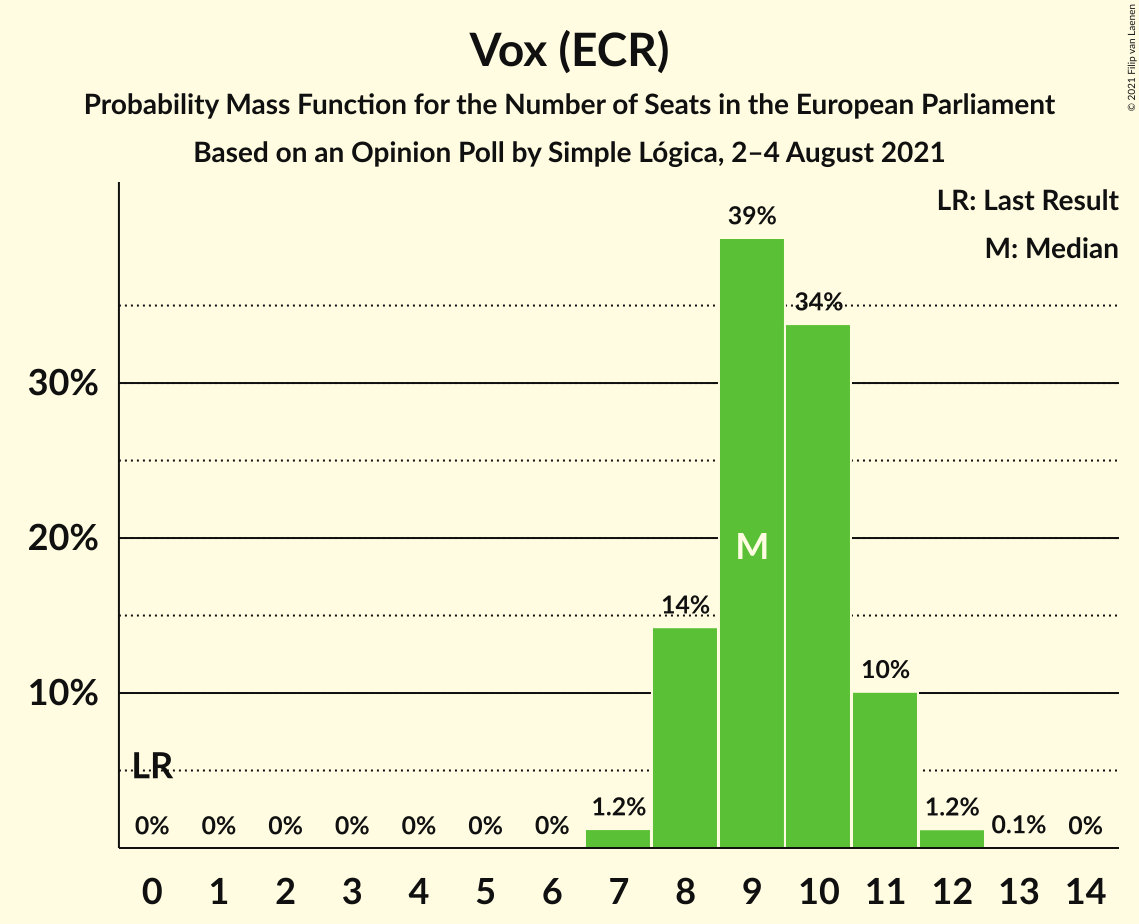 Vox (ECR)
Probability Mass Function for the Number of Seats in the European Parliament
Based on an Opinion Poll by Simple Lógica, 2–4 August 2021
© 2021 Filip van Laenen
LR: Last Result
M: Median
39%
34%
30%
20%
M
14%
10%
10%
LR
0% 0% 0% 0% 0% 0% 0% 1.2% 1.2% 0.1% 0%
0 1 2 3 4 5 6 7 8 9 10 11 12 13 14